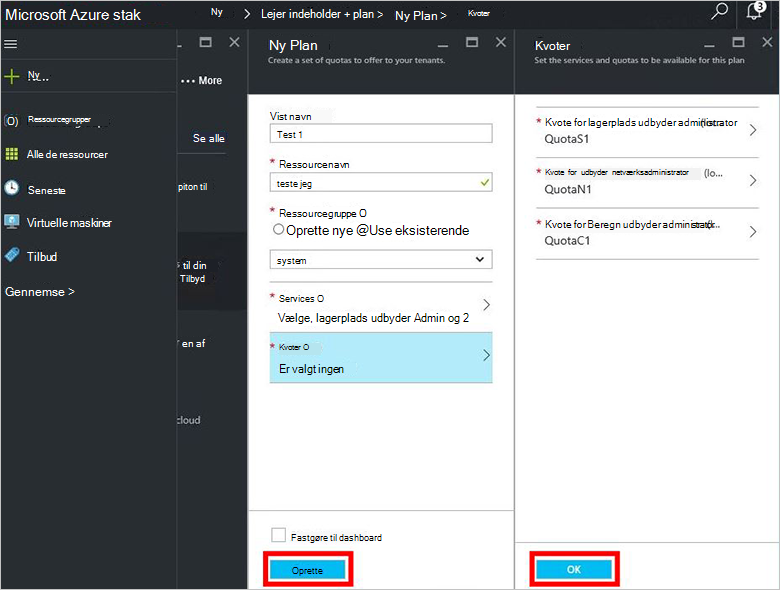 Microsoft Azure stak
Ny
Lejer indeholder + plan >
Ny Plan >
Kvoter
3
Ny...
Ressourcegrupper
Alle de ressourcer
Seneste
Virtuelle maskiner
Tilbud
Gennemse >
••• More
Se alle
piton til
til din
Tilbyd
en af
cloud
Ny Plan
Create a set of quotas to offer to your tenants.
Vist navn
Test 1
* Ressourcenavn
teste jeg
* Ressourcegruppe O
Oprette nye @Use eksisterende
system
* Services O
Vælge, lagerplads udbyder Admin og 2
* Kvoter O
Er valgt ingen
Fastgøre til dashboard
Oprette
Kvoter
Set the services and quotas to be available for this plan
* Kvote for lagerplads udbyder administrator
QuotaS1
* Kvote for udbyder netværksadministrator (lo...
QuotaN1
* Kvote for Beregn udbyder administrator(l...
QuotaC1
OK